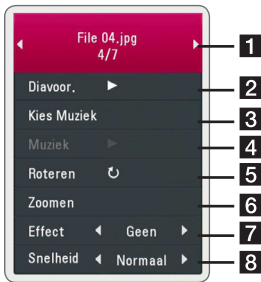 File 04.jpg
4/7
1
Diavoor.
2
Kies Muziek
3
Muziek
4
Roteren
5
Zoomen
6
Effect Geen
7
Snelheid Normaal
8